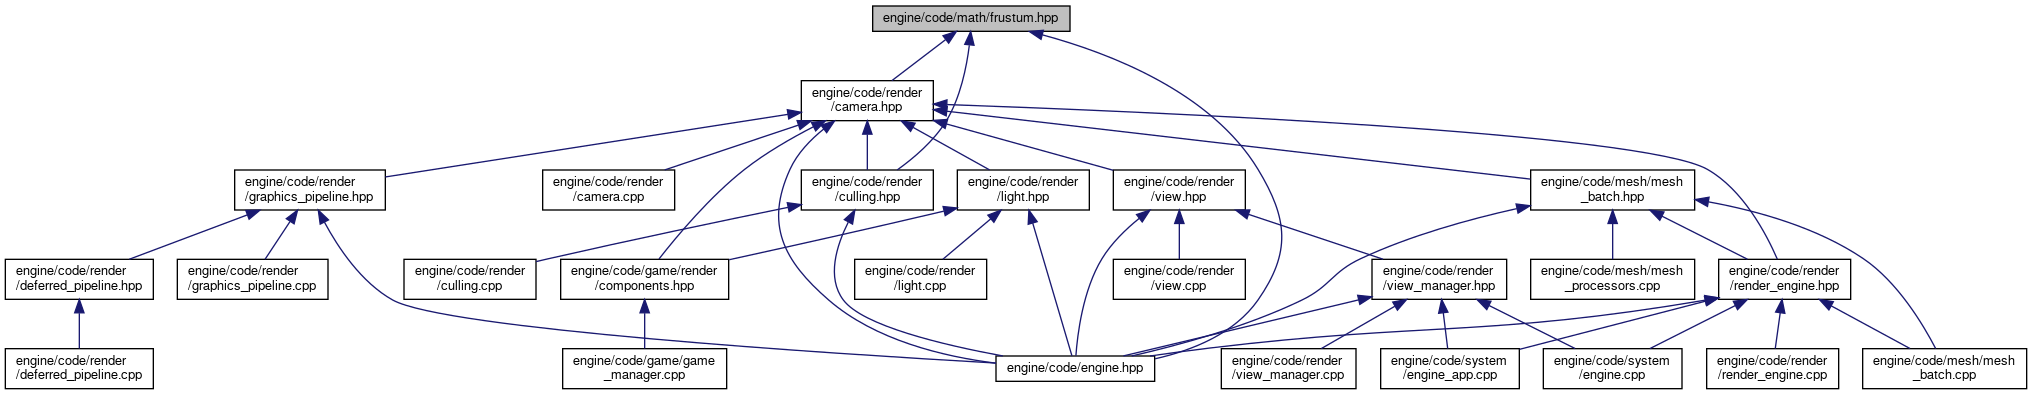 engine/code/math/frustum.hpp
engine/code/render
/camera.hpp
engine/code/render
/graphics_pipeline.hpp
engine/code/render
/camera.cpp
engine/code/render
/culling.hpp
engine/code/render
/light.hpp
engine/code/render
/view.hpp
engine/code/mesh/mesh
_batch.hpp
engine/code/render
/deferred_pipeline.hpp
engine/code/render
/graphics_pipeline.cpp
engine/code/render
/culling.cpp
engine/code/game/render
/components.hpp
engine/code/render
/light.cpp
engine/code/render
/view.cpp
engine/code/render
/view_manager.hpp
engine/code/mesh/mesh
_processors.cpp
engine/code/render
/render_engine.hpp
engine/code/render
/deferred_pipeline.cpp
engine/code/game/game
_manager.cpp
engine/code/engine.hpp
engine/code/render
/view_manager.cpp
engine/code/system
/engine_app.cpp
engine/code/system
/engine.cpp
engine/code/render
/render_engine.cpp
engine/code/mesh/mesh
_batch.cpp